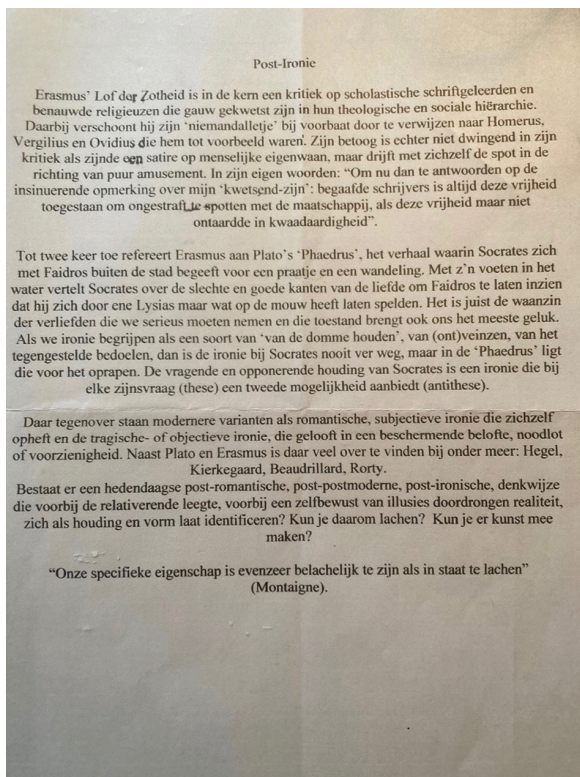 Post-Ironie
Erasmus' Lof der Zotheid is in de kern een kritiek op scholastische schriftgeleerden en
benauwde religieuzen die gauw gekwetst zijn in hun theologische en sociale hiërarchie.
Daarbij verschoont hij zijn 'niemandalletje' bij voorbaat door te verwijzen naar Homerus,
Vergilius en Ovidius die hem tot voorbeeld waren. Zijn betoog is echter niet dwingend in zijn
kritiek als zijnde een satire op menselijke eigenwaan, maar drijft met zichzelf de spot in de
richting van puur amusement. In zijn eigen woorden: “Om nu dan te antwoorden op de
insinuerende opmerking over mijn 'kwetsend-zijn': begaafde schrijvers is altijd deze vrijheid
toegestaan om ongestraft te spotten met de maatschappij, als deze vrijheid maar niet
ontaardde in kwaadaardigheid”.
Tot twee keer toe refereert Erasmus aan Plato's 'Phaedrus', het verhaal waarin Socrates zich
met Faidros buiten de stad begeeft voor een praatje en een wandeling. Met z'n voeten in het
water vertelt Socrates over de slechte en goede kanten van de liefde om Faidros te laten inzien
dat hij zich door ene Lysias maar wat op de mouw heeft laten spelden. Het is juist de waanzin
der verliefden die we serieus moeten nemen en die toestand brengt ook ons het meeste geluk.
Als we ironie begrijpen als een soort van 'van de domme houden', van (ont)veinzen, van het
tegengestelde bedoelen, dan is de ironie bij Socrates nooit ver weg, maar in de 'Phaedrus' ligt
die voor het oprapen. De vragende en opponerende houding van Socrates is een ironie die bij
elke zijnsvraag (these) een tweede mogelijkheid aanbiedt (antithese).
Daar tegenover staan modernere varianten als romantische, subjectieve ironie die zichzelf
opheft en de tragische- of objectieve ironie, die gelooft in een beschermende belofte, noodlot
of voorzienigheid. Naast Plato en Erasmus is daar veel over te vinden bij onder meer: Hegel,
Kierkegaard, Beaudrillard, Rorty.
Bestaat er een hedendaagse post-romantische, post-postmoderne, post-ironische, denkwijze
die voorbij de relativerende leegte, voorbij een zelfbewust van illusies doordrongen realiteit,
zich als houding en vorm laat identificeren? Kun je daarom lachen? Kun je er kunst mee
maken?
“Onze specifieke eigenschap is evenzeer belachelijk te zijn als in staat te lachen”
(Montaigne).